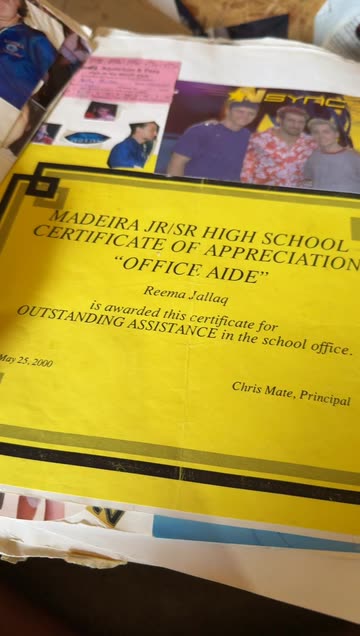 NSYNC
MADEIRA JR/SR HIGH SCHOOL
CERTIFICATE OF APPRECIATION
"OFFICE AIDE"
Reema Jallaq
is awarded this certificate for
OUTSTANDING ASSISTANCE in the school office.
May 25, 2000
Chris Mate, Principal